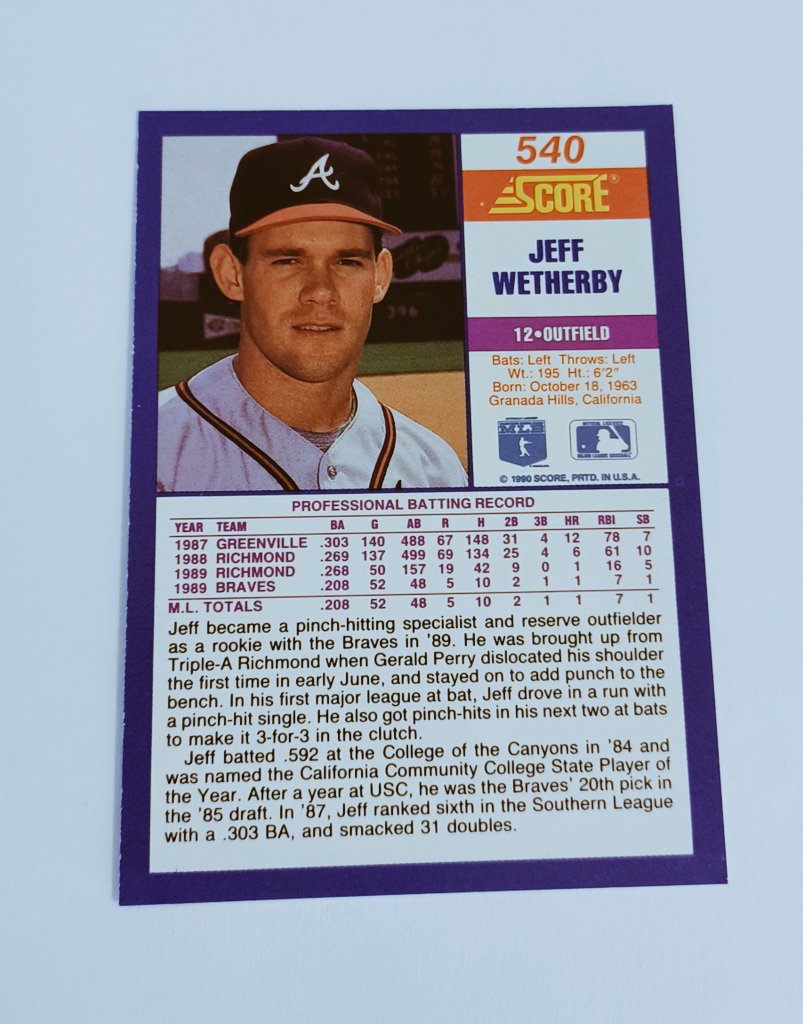 A
396
540
SCORE®
JEFF
WETHERBY
12•OUTFIELD
Bats: Left Throws: Left
Wt.: 195 Ht.: 6'2"
Born: October 18, 1963
Granada Hills, California
MLB
OFFICIAL LICENSEE
MAJOR LEAGUE BASEBALL
© 1990 SCORE, PRTD. IN U.S.A.
PROFESSIONAL BATTING RECORD
YEAR TEAM BA G AB R H 2B 3B HR RBI SB
1987 GREENVILLE .303 140 488 67 148 31 4 12 78 7
1988 RICHMOND .269 137 499 69 134 25 4 6 61 10
1989 RICHMOND .268 50 157 19 42 9 0 1 16 5
1989 BRAVES .208 52 48 5 10 2 1 1 7 1
M.L. TOTALS .208 52 48 5 10 2 1 1 7 1
Jeff became a pinch-hitting specialist and reserve outfielder
as a rookie with the Braves in '89. He was brought up from
Triple-A Richmond when Gerald Perry dislocated his shoulder
the first time in early June, and stayed on to add punch to the
bench. In his first major league at bat, Jeff drove in a run with
a pinch-hit single. He also got pinch-hits in his next two at bats
to make it 3-for-3 in the clutch.
Jeff batted .592 at the College of the Canyons in '84 and
was named the California Community College State Player of
the Year. After a year at USC, he was the Braves' 20th pick in
the '85 draft. In '87, Jeff ranked sixth in the Southern League
with a .303 BA, and smacked 31 doubles.